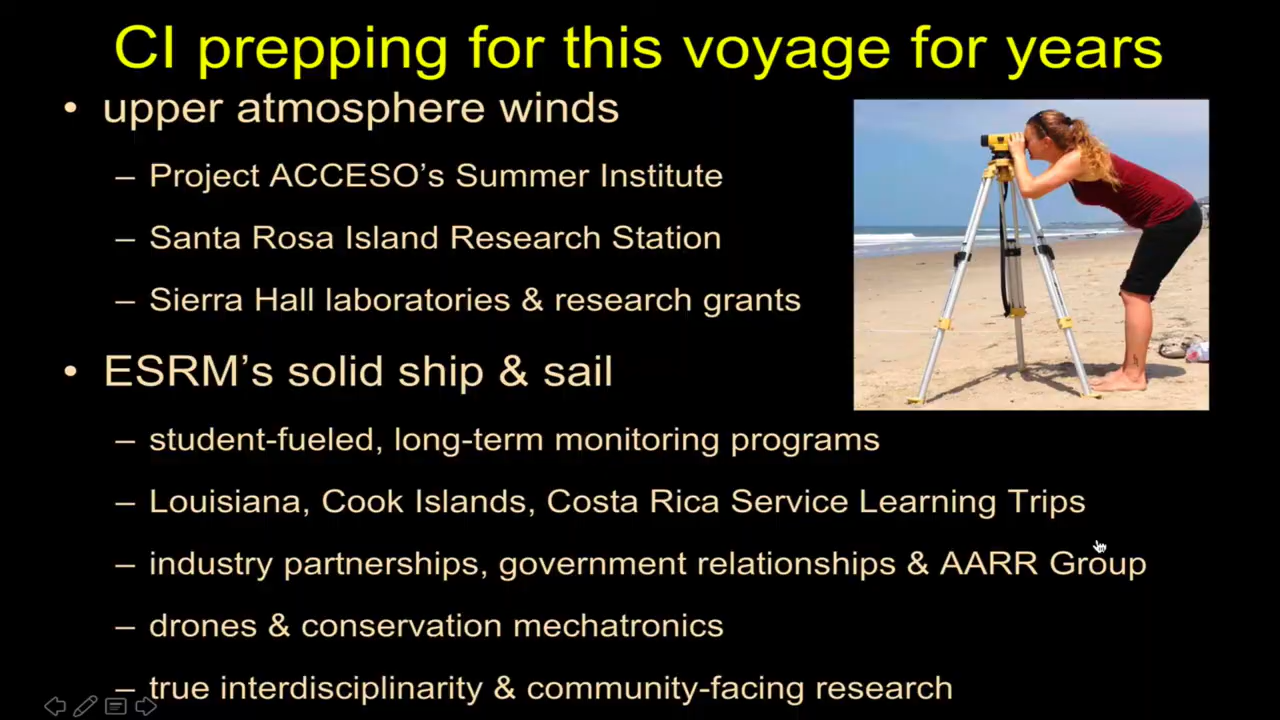 CI prepping for this voyage for years
• upper atmosphere winds
– Project ACCESO's Summer Institute
– Santa Rosa Island Research Station
– Sierra Hall laboratories & research grants
• ESRM's solid ship & sail
– student-fueled, long-term monitoring programs
– Louisiana, Cook Islands, Costa Rica Service Learning Trips
– industry partnerships, government relationships & AARR Group
– drones & conservation mechatronics
– true interdisciplinarity & community-facing research